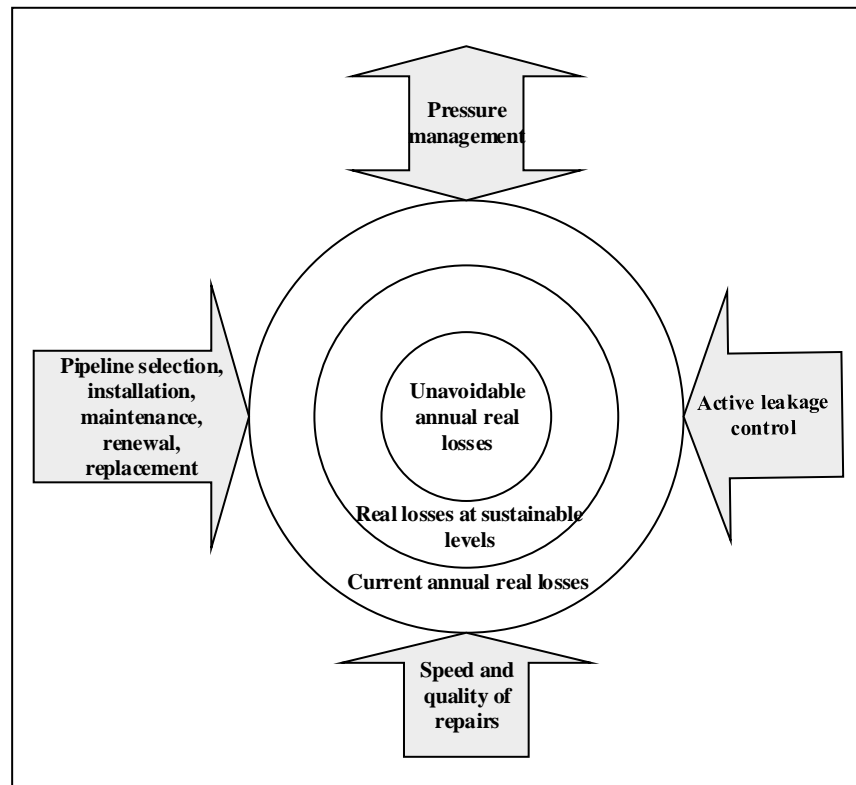 Pressure
management
Pipeline selection,
installation,
maintenance,
renewal,
replacement
Unavoidable
annual real
losses
Active leakage
control
Real losses at sustainable
levels
Current annual real losses
Speed and
quality of
repairs